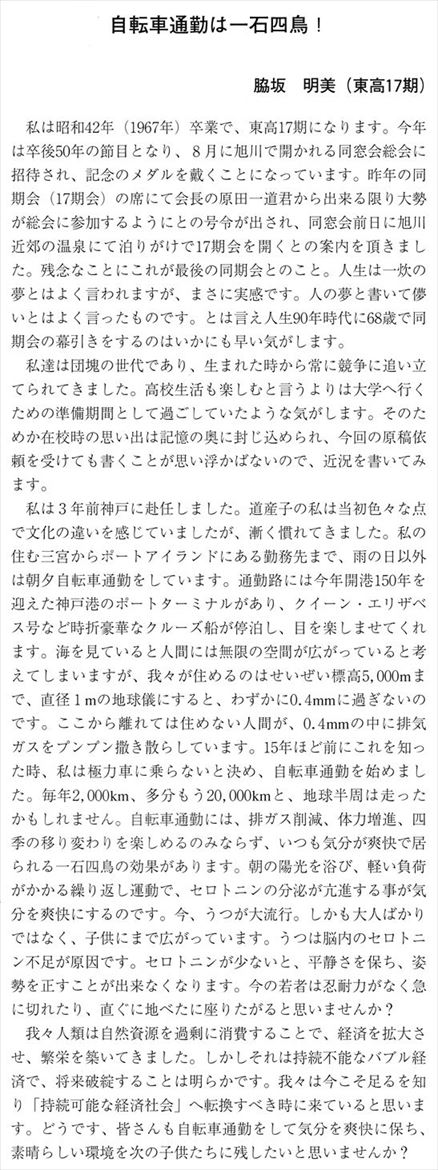 自転車通勤は一石四鳥！
脇坂　明美（東高17期）
　私は昭和42年（1967年）卒業で、東高17期になります。今年
は卒後50年の節目となり、８月に旭川で開かれる同窓会総会に
招待され、記念のメダルを戴くことになっています。昨年の同
期会（17期会）の席にて会長の原田一道君から出来る限り大勢
が総会に参加するようにとの号令が出され、同窓会前日に旭川
近郊の温泉にて泊りがけで17期会を開くとの案内を頂きまし
た。残念なことにこれが最後の同期会とのこと。人生は一炊の
夢とはよく言われますが、まさに実感です。人の夢と書いて儚
いとはよく言ったものです。とは言え人生90年時代に68歳で同
期会の幕引きをするのはいかにも早い気がします。
　私達は団塊の世代であり、生まれた時から常に競争に追い立
てられてきました。高校生活も楽しむと言うよりは大学へ行く
ための準備期間として過ごしていたような気がします。そのた
めか在校時の思い出は記憶の奥に封じ込められ、今回の原稿依
頼を受けても書くことが思い浮かばないので、近況を書いてみ
ます。
　私は３年前神戸に赴任しました。道産子の私は当初色々な点
で文化の違いを感じていましたが、漸く慣れてきました。私の
住む三宮からポートアイランドにある勤務先まで、雨の日以外
は朝夕自転車通勤をしています。通勤路には今年開港150年を
迎えた神戸港のポートターミナルがあり、クイーン・エリザベ
ス号など時折豪華なクルーズ船が停泊し、目を楽しませてくれ
ます。海を見ていると人間には無限の空間が広がっていると考
えてしまいますが、我々が住めるのはせいぜい標高5,000mま
で、直径１mの地球儀にすると、わずかに0.4mmに過ぎないの
です。ここから離れては住めない人間が、0.4mmの中に排気
ガスをブンブン撒き散らしています。15年ほど前にこれを知っ
た時、私は極力車に乗らないと決め、自転車通勤を始めまし
た。毎年2,000km、多分もう20,000kmと、地球半周は走った
かもしれません。自転車通勤には、排ガス削減、体力増進、四
季の移り変わりを楽しめるのみならず、いつも気分が爽快で居
られる一石四鳥の効果があります。朝の陽光を浴び、軽い負荷
がかかる繰り返し運動で、セロトニンの分泌が亢進する事が気
分を爽快にするのです。今、うつが大流行。しかも大人ばかり
ではなく、子供にまで広がっています。うつは脳内のセロトニ
ン不足が原因です。セロトニンが少ないと、平静さを保ち、姿
勢を正すことが出来なくなります。今の若者は忍耐力がなく急
に切れたり、直ぐに地べたに座りたがると思いませんか？
　我々人類は自然資源を過剰に消費することで、経済を拡大さ
せ、繁栄を築いてきました。しかしそれは持続不能なバブル経
済で、将来破綻することは明らかです。我々は今こそ足るを知
り「持続可能な経済社会」へ転換すべき時に来ていると思いま
す。どうです、皆さんも自転車通勤をして気分を爽快に保ち、
素晴らしい環境を次の子供たちに残したいと思いませんか？